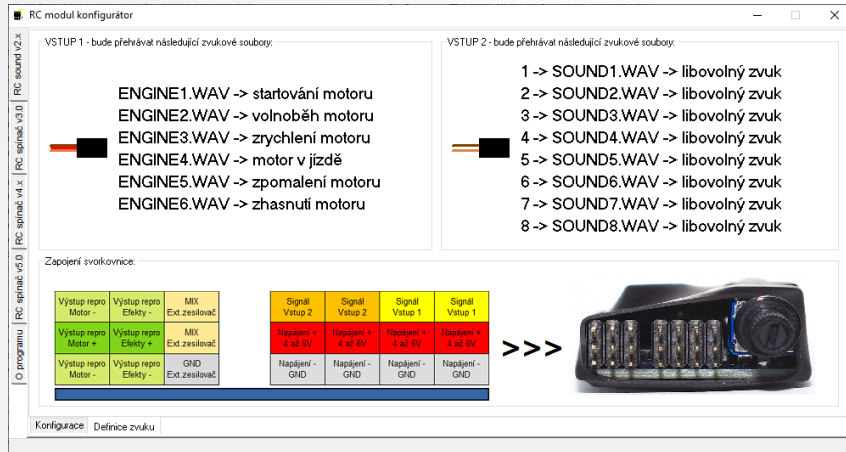 RC modul konfigurátor
RC sound v2.x
RC spínač v3.0
RC spínač v4.x
RC spínač v5.0
O programu
VSTUP 1 - bude přehrávat následující zvukové soubory:
ENGINE1.WAV -> startování motoru
ENGINE2.WAV -> volnoběh motoru
ENGINE3.WAV -> zrychlení motoru
ENGINE4.WAV -> motor v jízdě
ENGINE5.WAV -> zpomalení motoru
ENGINE6.WAV -> zhasnutí motoru
VSTUP 2 - bude přehrávat následující zvukové soubory:
1 -> SOUND1.WAV -> libovolný zvuk
2 -> SOUND2.WAV -> libovolný zvuk
3 -> SOUND3.WAV -> libovolný zvuk
4 -> SOUND4.WAV -> libovolný zvuk
5 -> SOUND5.WAV -> libovolný zvuk
6 -> SOUND6.WAV -> libovolný zvuk
7 -> SOUND7.WAV -> libovolný zvuk
8 -> SOUND8.WAV -> libovolný zvuk
Zapojení svorkovnice:
Výstup repro Výstup repro MIX Signál Signál Signál Signál
Motor - Efekty - Ext.zesilovač Vstup 2 Vstup 2 Vstup 1 Vstup 1
Výstup repro Výstup repro MIX Napájení + Napájení + Napájení + Napájení +
Motor + Efekty + Ext.zesilovač 4 až 6V 4 až 6V 4 až 6V 4 až 6V
Výstup repro Výstup repro GND Napájení - Napájení - Napájení - Napájení -
Motor - Efekty - Ext.zesilovač GND GND GND GND
>>>
Konfigurace Definice zvuku